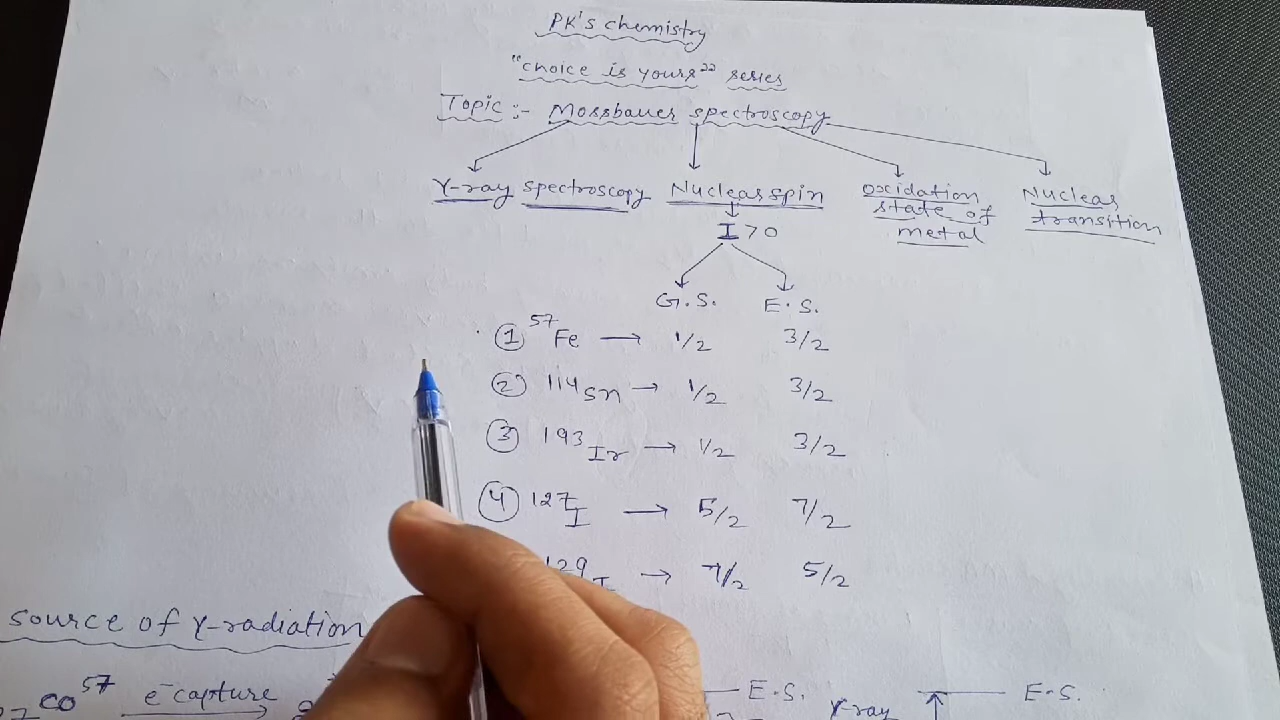 PK's chemistry
"choice is yours" series
Topic :- Mossbauer spectroscopy
γ-ray spectroscopy Nuclear spin oxidation state of metal Nuclear transition
I > 0
G.S. E.S.
① ⁵⁷Fe → 1/2 3/2
② ¹¹⁴Sn → 1/2 3/2
③ ¹⁹³Ir → 1/2 3/2
④ ¹²⁷I → 5/2 7/2
¹²⁹I → 7/2 5/2
source of γ-radiation
Co⁵⁷ e⁻capture → E.S. γ-ray E.S.